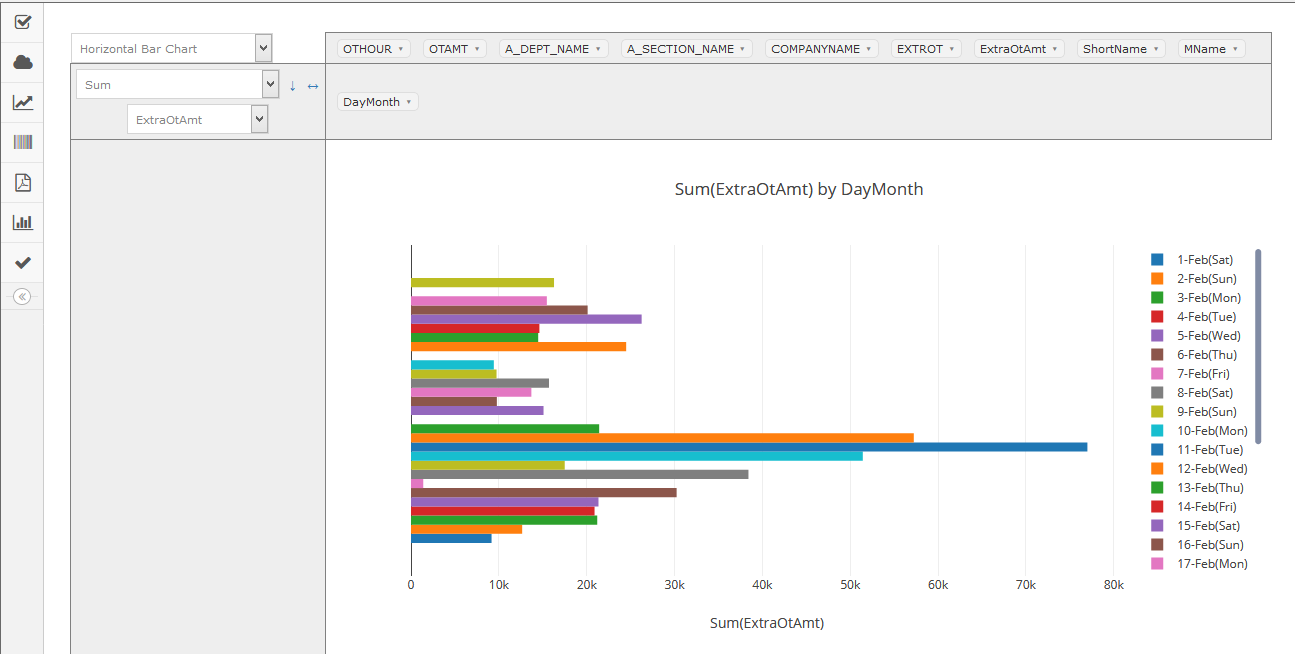 Horizontal Bar Chart
OTHOUR ▾ OTAMT ▾ A_DEPT_NAME ▾ A_SECTION_NAME ▾ COMPANYNAME ▾ EXTROT ▾ ExtraOtAmt ▾ ShortName ▾ MName ▾
Sum ↓ ↔
ExtraOtAmt
DayMonth ▾
Sum(ExtraOtAmt) by DayMonth
1-Feb(Sat)
2-Feb(Sun)
3-Feb(Mon)
4-Feb(Tue)
5-Feb(Wed)
6-Feb(Thu)
7-Feb(Fri)
8-Feb(Sat)
9-Feb(Sun)
10-Feb(Mon)
11-Feb(Tue)
12-Feb(Wed)
13-Feb(Thu)
14-Feb(Fri)
15-Feb(Sat)
16-Feb(Sun)
17-Feb(Mon)
0 10k 20k 30k 40k 50k 60k 70k 80k
Sum(ExtraOtAmt)